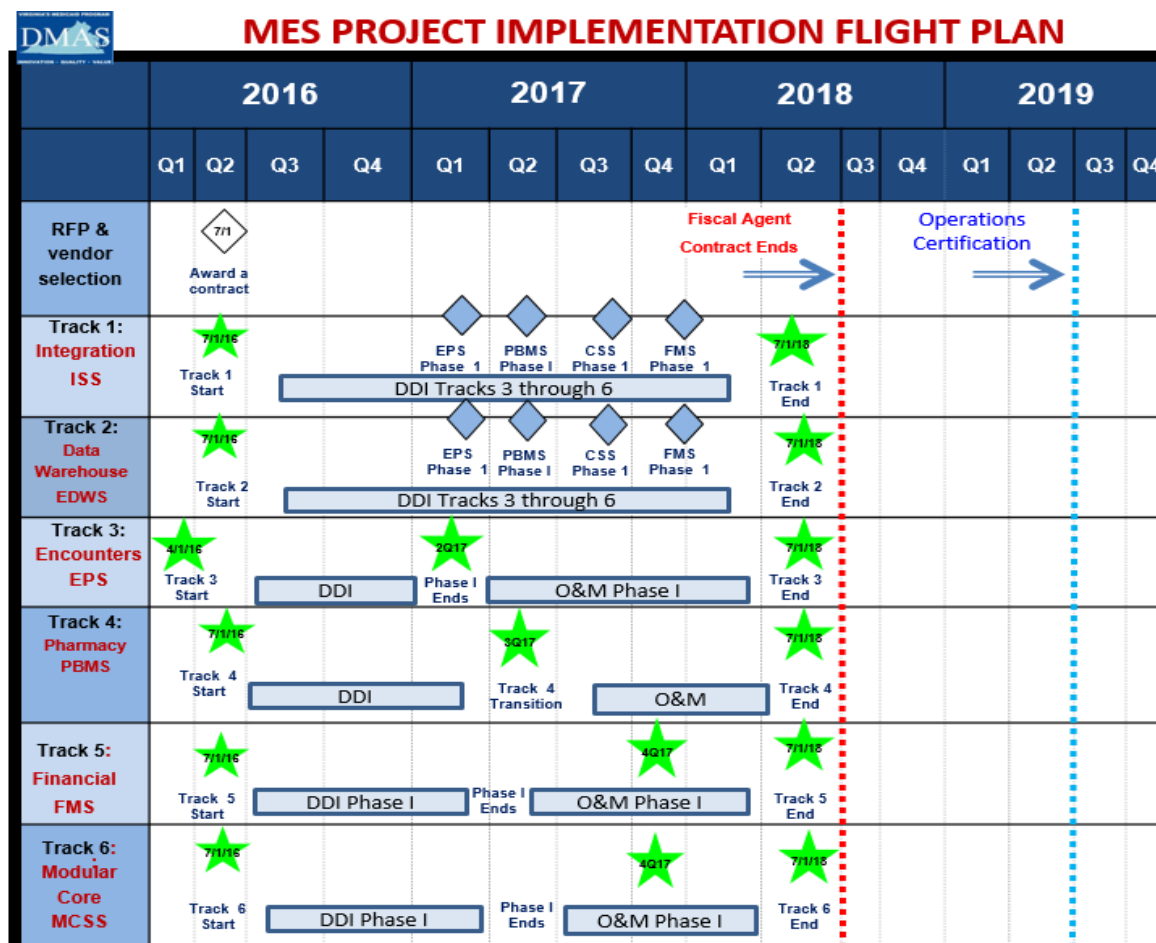 VIRGINIA'S MEDICAID PROGRAM
DMAS
INNOVATION - QUALITY - VALUE
MES PROJECT IMPLEMENTATION FLIGHT PLAN
2016 2017 2018 2019
Q1 Q2 Q3 Q4 Q1 Q2 Q3 Q4 Q1 Q2 Q3 Q4 Q1 Q2 Q3 Q4
RFP &
vendor
selection
7/1
Award a
contract
Fiscal Agent
Contract Ends
Operations
Certification
Track 1:
Integration
ISS
7/1/16
Track 1
Start
EPS
Phase 1
PBMS
Phase I
CSS
Phase 1
FMS
Phase 1
DDI Tracks 3 through 6
7/1/18
Track 1
End
Track 2:
Data
Warehouse
EDWS
7/1/16
Track 2
Start
EPS
Phase 1
PBMS
Phase I
CSS
Phase 1
FMS
Phase 1
DDI Tracks 3 through 6
7/1/18
Track 2
End
Track 3:
Encounters
EPS
4/1/16
Track 3
Start
DDI
2Q17
Phase I
Ends
O&M Phase I
7/1/18
Track 3
End
Track 4:
Pharmacy
PBMS
7/1/16
Track 4
Start
DDI
3Q17
Track 4
Transition
O&M
7/1/18
Track 4
End
Track 5:
Financial
FMS
7/1/16
Track 5
Start
DDI Phase I
Phase I
Ends
4Q17
O&M Phase I
7/1/18
Track 5
End
Track 6:
Modular
Core
MCSS
7/1/16
Track 6
Start
DDI Phase I
Phase I
Ends
4Q17
O&M Phase I
7/1/18
Track 6
End